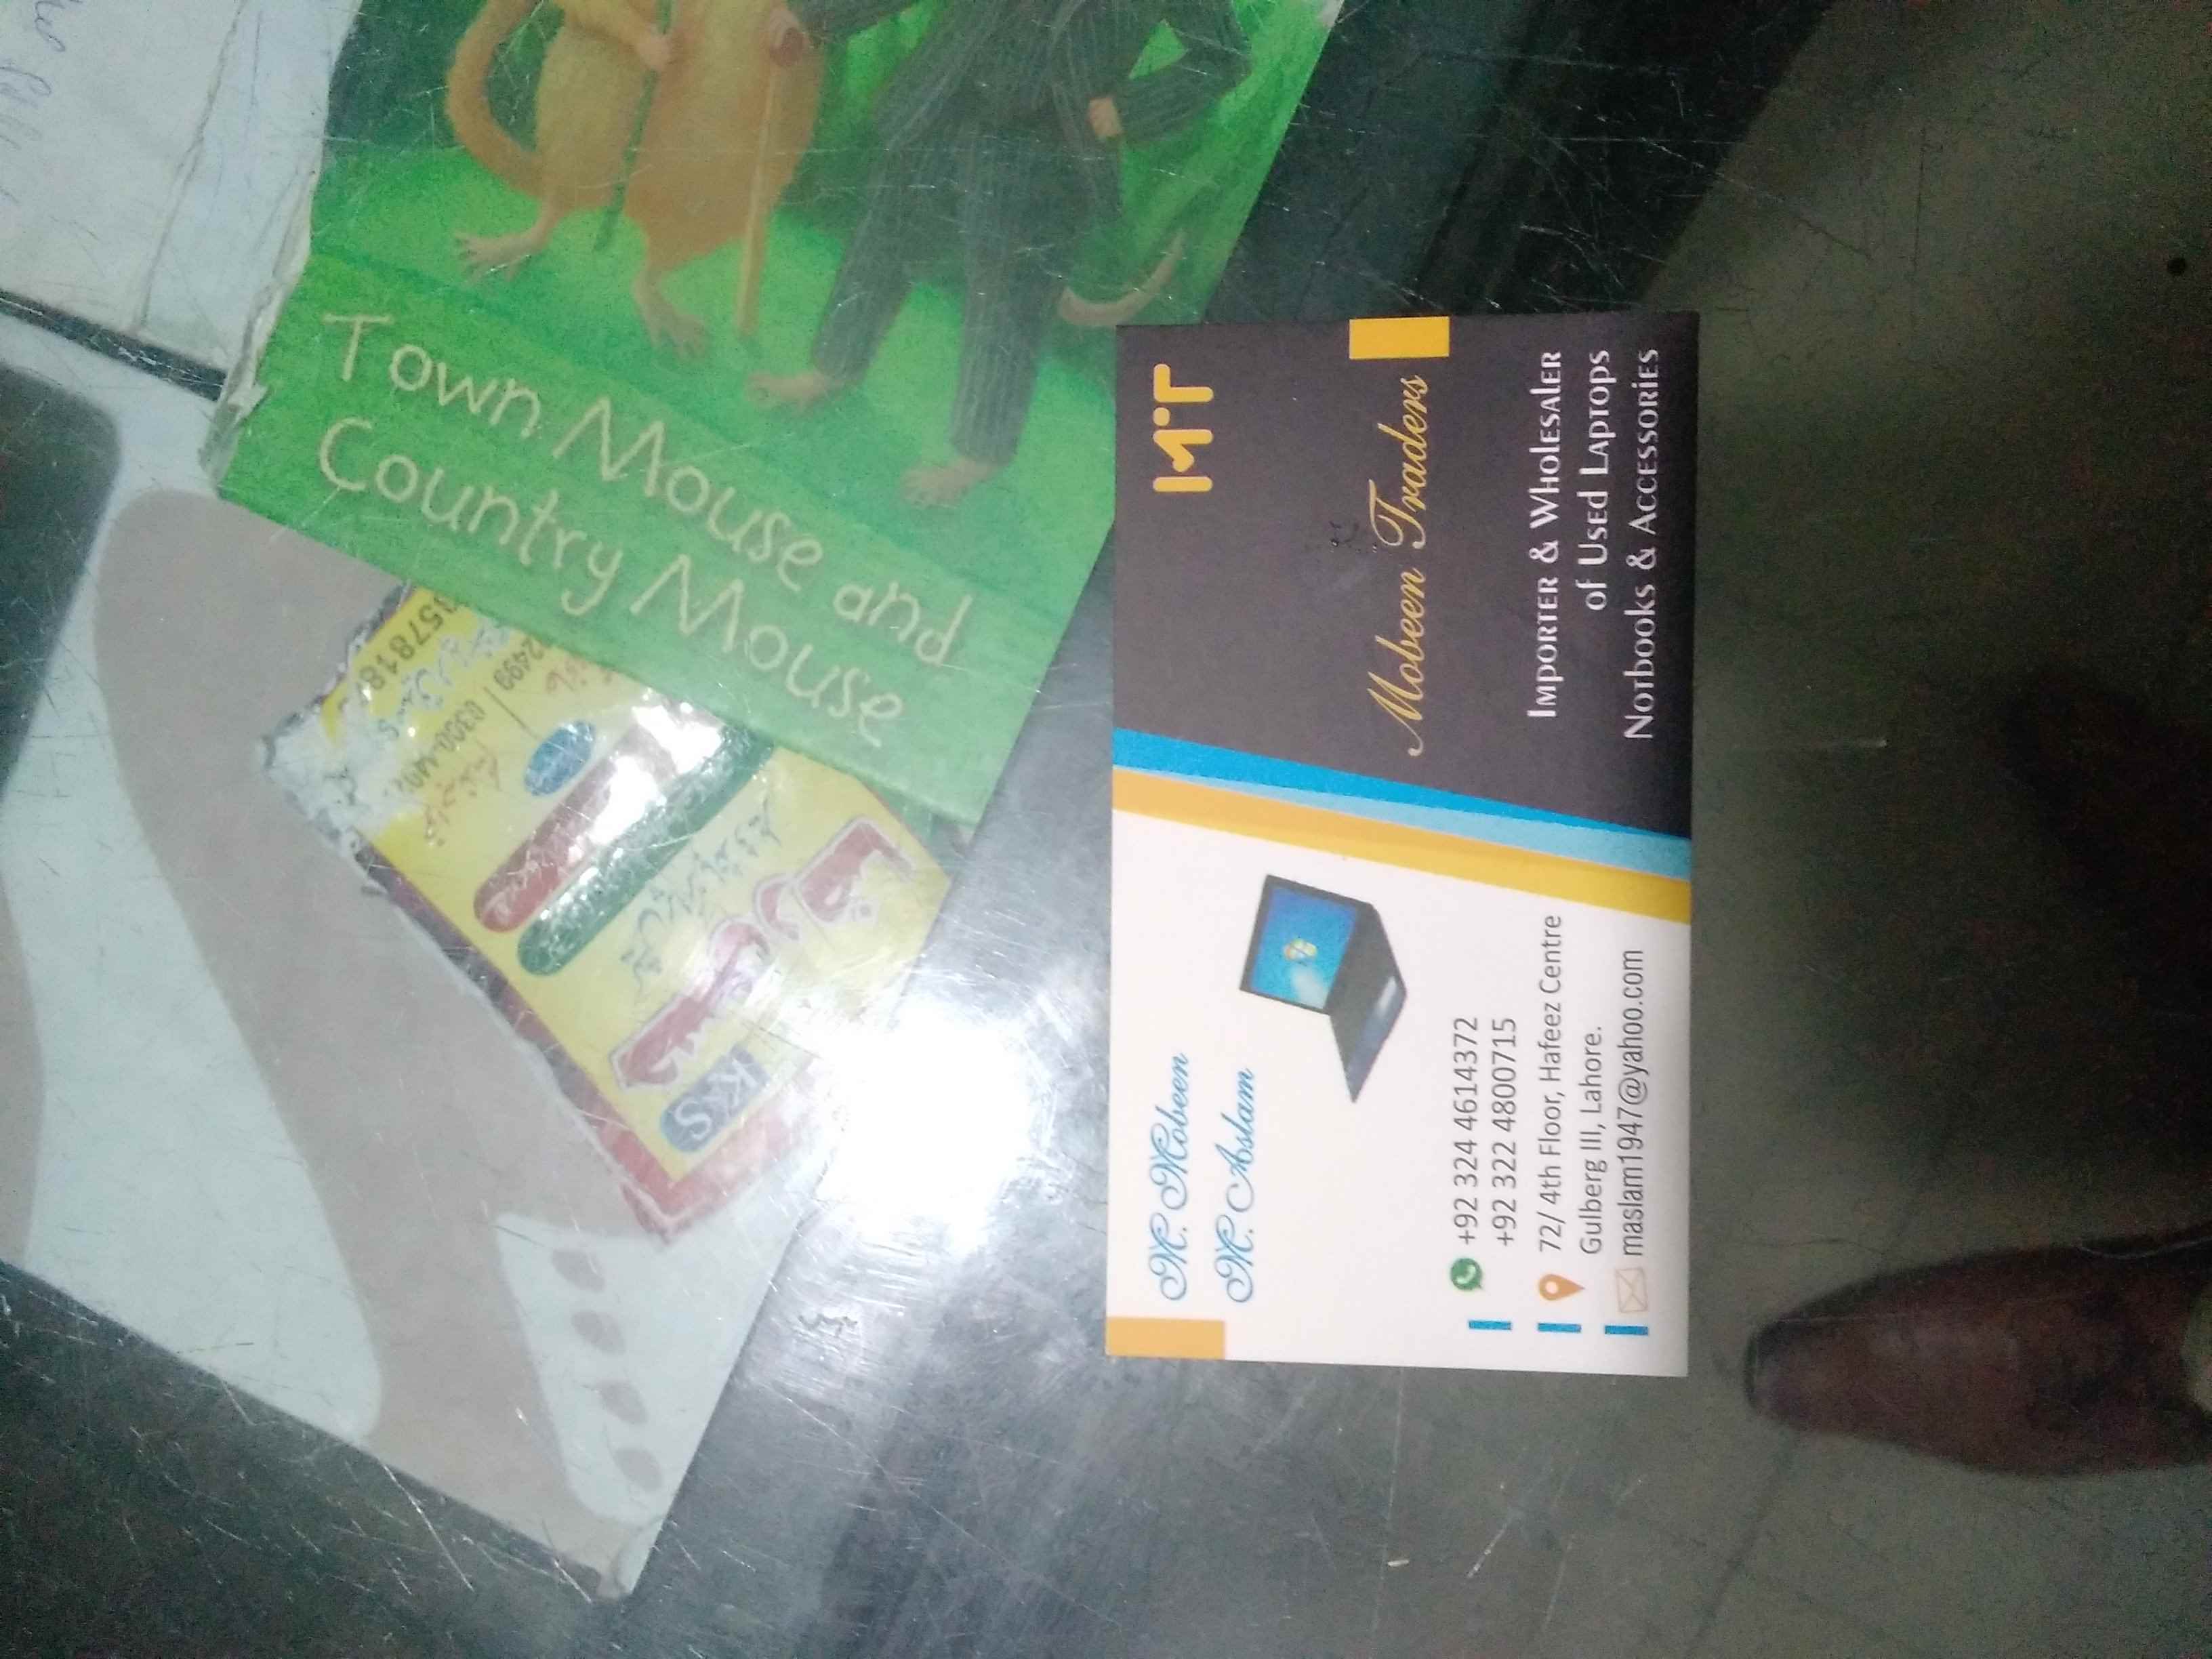 Town Mouse and
Country Mouse
K&S
M. Mobeen
M. Aslam
+92 324 4614372
+92 322 4800715
72/ 4th Floor, Hafeez Centre
Gulberg III, Lahore.
maslam1947@yahoo.com
MT
Mobeen Traders
Importer & Wholesaler
of Used Laptops
Notbooks & Accessories